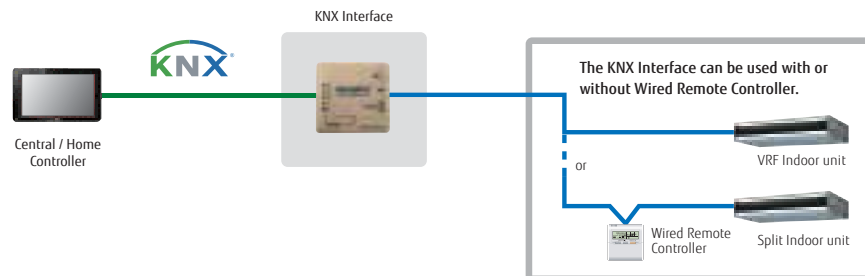 KNX Interface
KNX®
The KNX Interface can be used with or
without Wired Remote Controller.
Central / Home
Controller
VRF Indoor unit
or
Wired Remote
Controller
Split Indoor unit